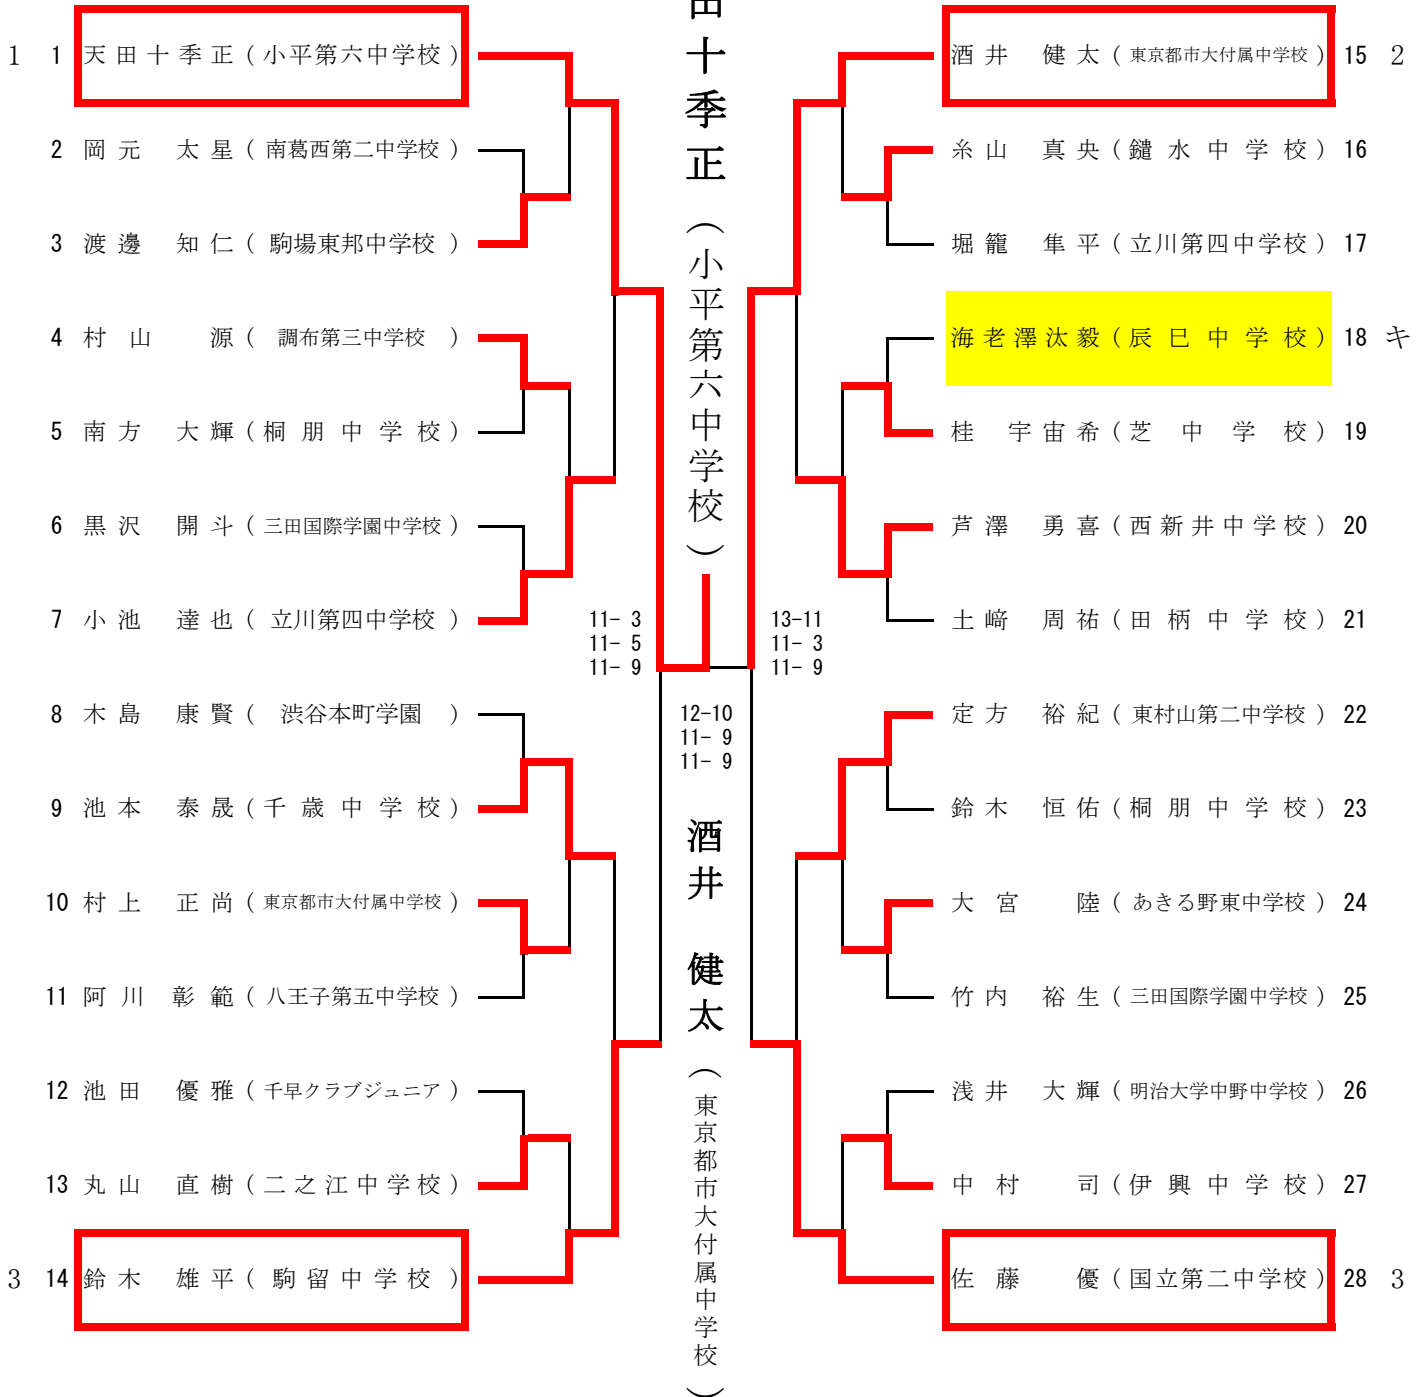 1 1 天田十季正(小平第六中学校)
2 岡元 太星(南葛西第二中学校)
3 渡邊 知仁(駒場東邦中学校)
4 村山 源(調布第三中学校)
5 南方 大輝(桐朋中学校)
6 黒沢 開斗(三田国際学園中学校)
7 小池 達也(立川第四中学校)
8 木島 康賢(渋谷本町学園)
9 池本 泰晟(千歳中学校)
10 村上 正尚(東京都市大付属中学校)
11 阿川 彰範(八王子第五中学校)
12 池田 優雅(千早クラブジュニア)
13 丸山 直樹(二之江中学校)
3 14 鈴木 雄平(駒留中学校)
田十季正(小平第六中学校)
11- 3
11- 5
11- 9
13-11
11- 3
11- 9
12-10
11- 9
11- 9
酒井 健太(東京都市大付属中学校)
酒井 健太(東京都市大付属中学校) 15 2
糸山 真央(鑓水中学校) 16
堀籠 隼平(立川第四中学校) 17
海老澤汰毅(辰巳中学校) 18 キ
桂 宇宙希(芝中学校) 19
芦澤 勇喜(西新井中学校) 20
土﨑 周祐(田柄中学校) 21
定方 裕紀(東村山第二中学校) 22
鈴木 恒佑(桐朋中学校) 23
大宮 陸(あきる野東中学校) 24
竹内 裕生(三田国際学園中学校) 25
浅井 大輝(明治大学中野中学校) 26
中村 司(伊興中学校) 27
佐藤 優(国立第二中学校) 28 3